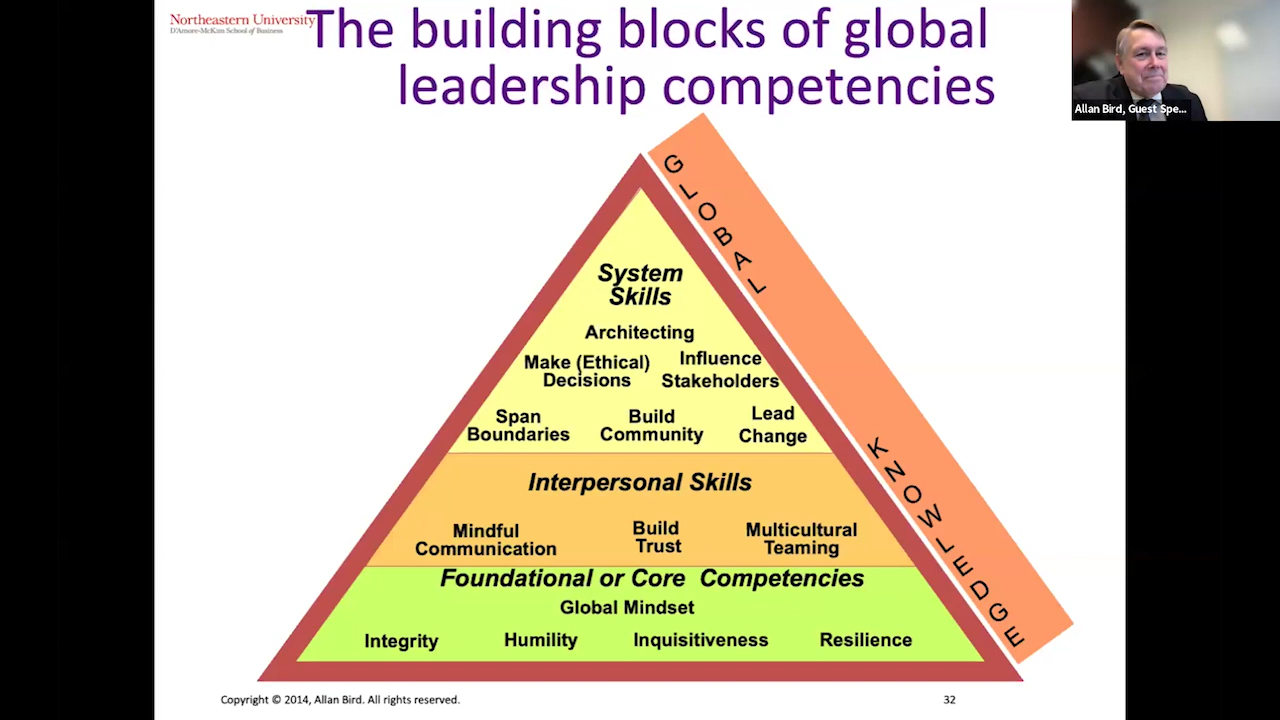 Northeastern University
D'Amore-McKim School of Business
The building blocks of global
leadership competencies
Allan Bird, Guest Spe...
GLOBAL
KNOWLEDGE
System
Skills
Architecting
Make (Ethical)
Decisions
Influence
Stakeholders
Span
Boundaries
Build
Community
Lead
Change
Interpersonal Skills
Mindful
Communication
Build
Trust
Multicultural
Teaming
Foundational or Core Competencies
Global Mindset
Integrity
Humility
Inquisitiveness
Resilience
Copyright © 2014, Allan Bird. All rights reserved.
32